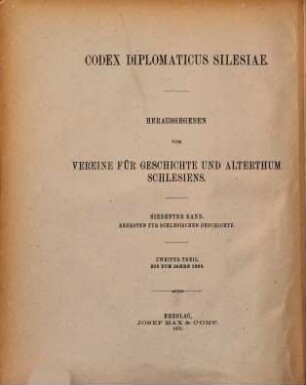 CODEX DIPLOMATICUS SILESIAE.
HERAUSGEGEBEN
VOM
VEREINE FÜR GESCHICHTE UND ALTERTHUM
SCHLESIENS.
SIEBENTER BAND.
REGESTEN ZUR SCHLESISCHEN GESCHICHTE.
ZWEITER THEIL.
BIS ZUM JAHRE
BRESLAU,
JOSEF MAX & COMP.